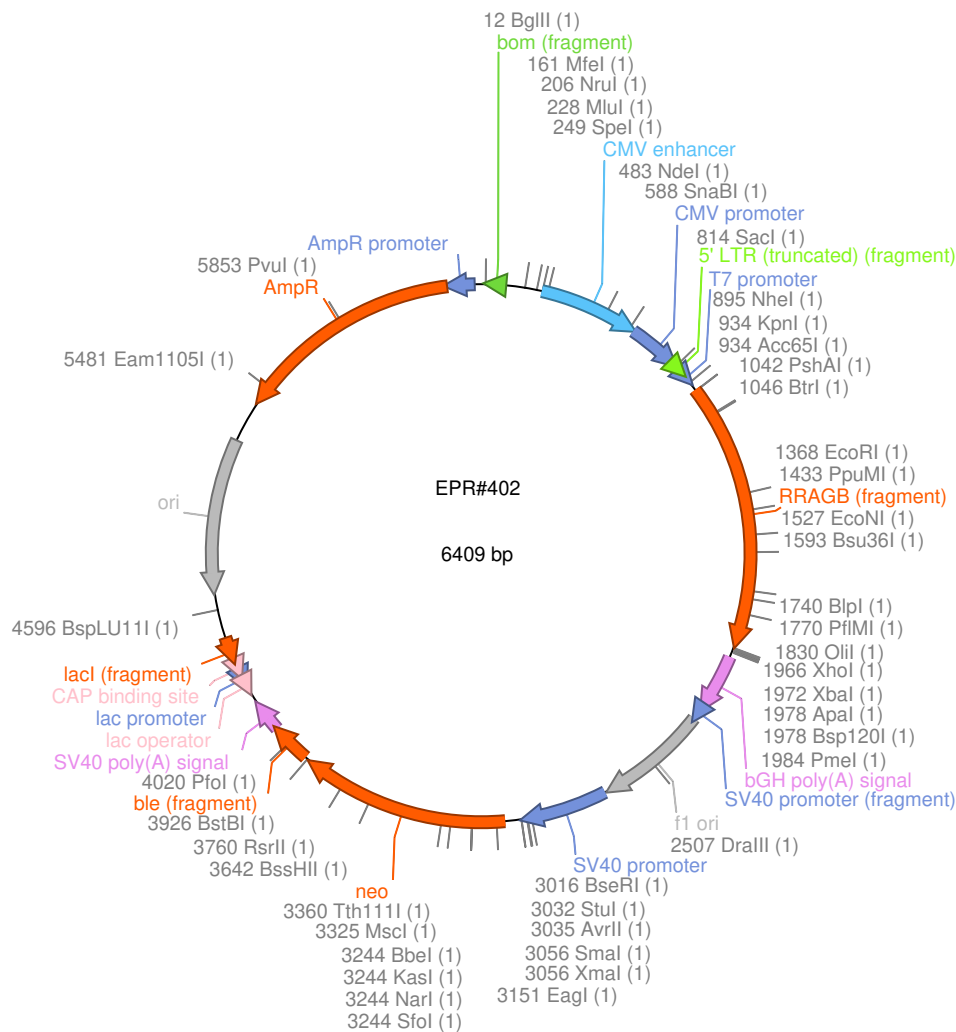 12 BglII (1)
bom (fragment)
161 MfeI (1)
206 NruI (1)
228 MluI (1)
249 SpeI (1)
CMV enhancer
483 NdeI (1)
588 SnaBI (1)
CMV promoter
814 SacI (1)
5' LTR (truncated) (fragment)
T7 promoter
895 NheI (1)
934 KpnI (1)
934 Acc65I (1)
1042 PshAI (1)
1046 BtrI (1)
1368 EcoRI (1)
1433 PpuMI (1)
RRAGB (fragment)
1527 EcoNI (1)
1593 Bsu36I (1)
1740 BlpI (1)
1770 PflMI (1)
1830 OliI (1)
1966 XhoI (1)
1972 XbaI (1)
1978 ApaI (1)
1978 Bsp120I (1)
1984 PmeI (1)
bGH poly(A) signal
SV40 promoter (fragment)
f1 ori
2507 DraIII (1)
SV40 promoter
3016 BseRI (1)
3032 StuI (1)
3035 AvrII (1)
3056 SmaI (1)
3056 XmaI (1)
3151 EagI (1)
3244 SfoI (1)
3244 NarI (1)
3244 KasI (1)
3244 BbeI (1)
3325 MscI (1)
3360 Tth111I (1)
neo
3642 BssHII (1)
3760 RsrII (1)
3926 BstBI (1)
ble (fragment)
4020 PfoI (1)
SV40 poly(A) signal
lac operator
lac promoter
CAP binding site
lacI (fragment)
4596 BspLU11I (1)
ori
5481 Eam1105I (1)
AmpR
5853 PvuI (1)
AmpR promoter
EPR#402
6409 bp